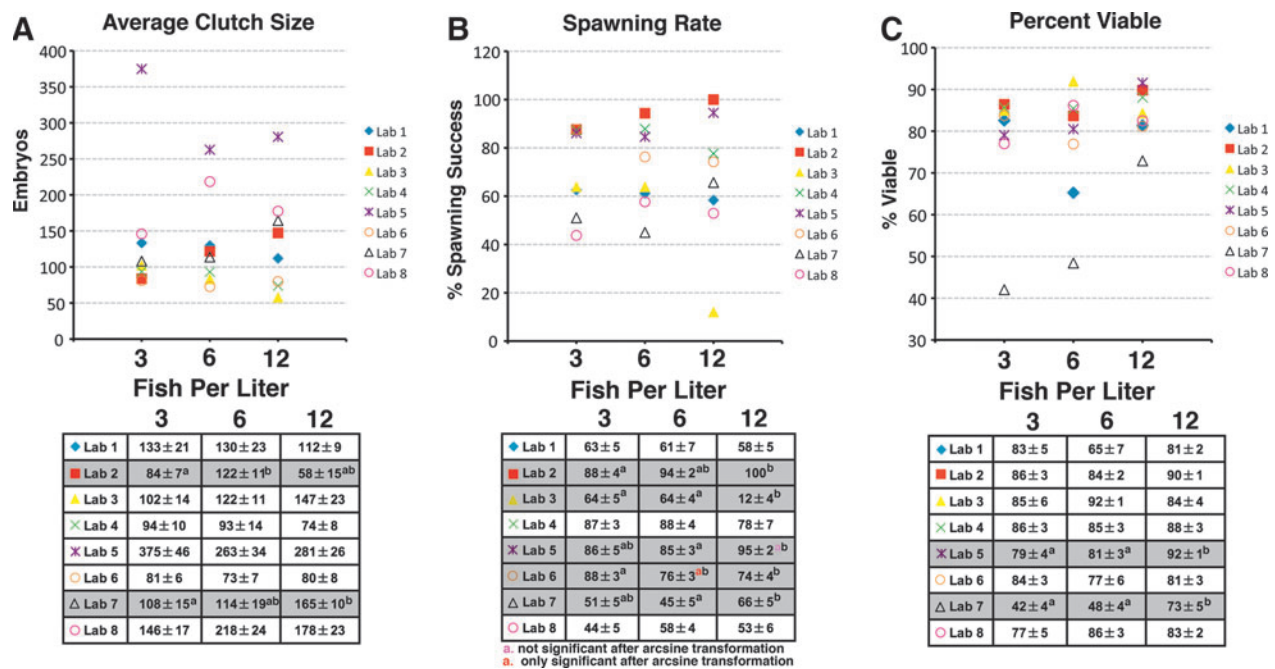 A Average Clutch Size
400
350
300
250
200
150
100
50
0
Embryos
3 6 12
Fish Per Liter
Lab 1
Lab 2
Lab 3
Lab 4
Lab 5
Lab 6
Lab 7
Lab 8
3 6 12
Lab 1 133±21 130±23 112±9
Lab 2 84±7a 122±11b 58±15ab
Lab 3 102±14 122±11 147±23
Lab 4 94±10 93±14 74±8
Lab 5 375±46 263±34 281±26
Lab 6 81±6 73±7 80±8
Lab 7 108±15a 114±19ab 165±10b
Lab 8 146±17 218±24 178±23
B Spawning Rate
120
100
80
60
40
20
0
% Spawning Success
3 6 12
Fish Per Liter
Lab 1
Lab 2
Lab 3
Lab 4
Lab 5
Lab 6
Lab 7
Lab 8
3 6 12
Lab 1 63±5 61±7 58±5
Lab 2 88±4a 94±2ab 100b
Lab 3 64±5a 64±4a 12±4b
Lab 4 87±3 88±4 78±7
Lab 5 86±5ab 85±3a 95±2ab
Lab 6 88±3a 76±3ab 74±4b
Lab 7 51±5ab 45±5a 66±5b
Lab 8 44±5 58±4 53±6
a. not significant after arcsine transformation
a. only significant after arcsine transformation
C Percent Viable
100
90
80
70
60
50
40
30
% Viable
3 6 12
Fish Per Liter
Lab 1
Lab 2
Lab 3
Lab 4
Lab 5
Lab 6
Lab 7
Lab 8
3 6 12
Lab 1 83±5 65±7 81±2
Lab 2 86±3 84±2 90±1
Lab 3 85±6 92±1 84±4
Lab 4 86±3 85±3 88±3
Lab 5 79±4a 81±3a 92±1b
Lab 6 84±3 77±6 81±3
Lab 7 42±4a 48±4a 73±5b
Lab 8 77±5 86±3 83±2